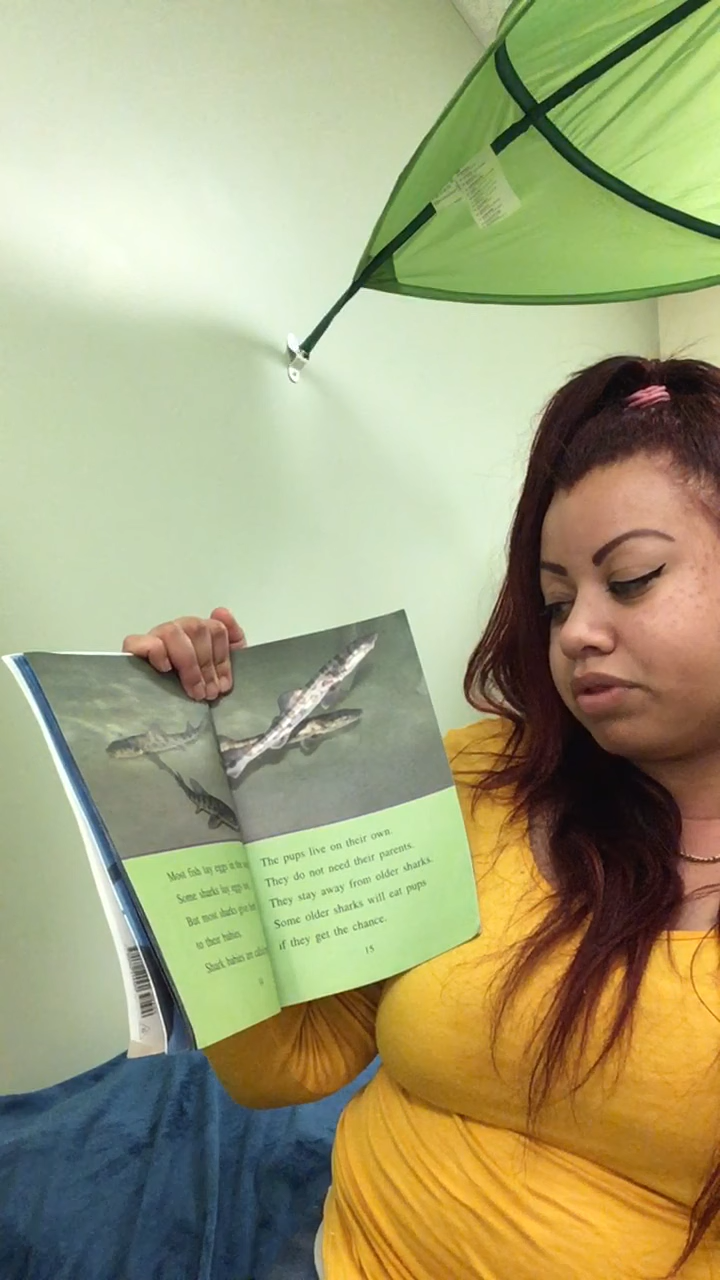 Most fish lay eggs in the
Some sharks lay eggs
But most sharks give
to their babies.
Shark babies are
The pups live on their own.
They do not need their parents.
They stay away from older sharks.
Some older sharks will eat pups
if they get the chance.
15